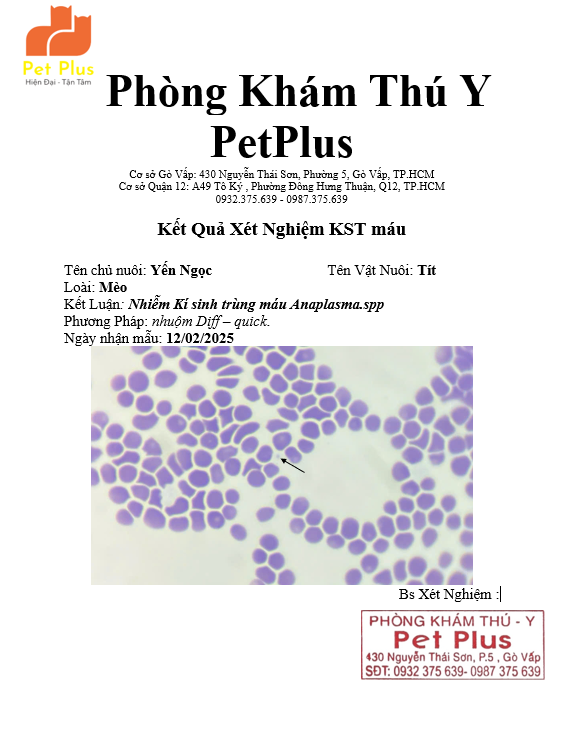 Pet Plus
Hiện Đại - Tận Tâm
Phòng Khám Thú Y
PetPlus
Cơ sở Gò Vấp: 430 Nguyễn Thái Sơn, Phường 5, Gò Vấp, TP.HCM
Cơ sở Quận 12: A49 Tô Ký , Phường Đông Hưng Thuận, Q12, TP.HCM
0932.375.639 - 0987.375.639
Kết Quả Xét Nghiệm KST máu
Tên chủ nuôi: Yến Ngọc Tên Vật Nuôi: Tít
Loài: Mèo
Kết Luận: Nhiễm Kí sinh trùng máu Anaplasma.spp
Phương Pháp: nhuộm Diff – quick.
Ngày nhận mẫu: 12/02/2025
Bs Xét Nghiệm :
PHÒNG KHÁM THÚ - Y
Pet Plus
430 Nguyễn Thái Sơn, P.5 , Gò Vấp
SĐT: 0932 375 639- 0987 375 639